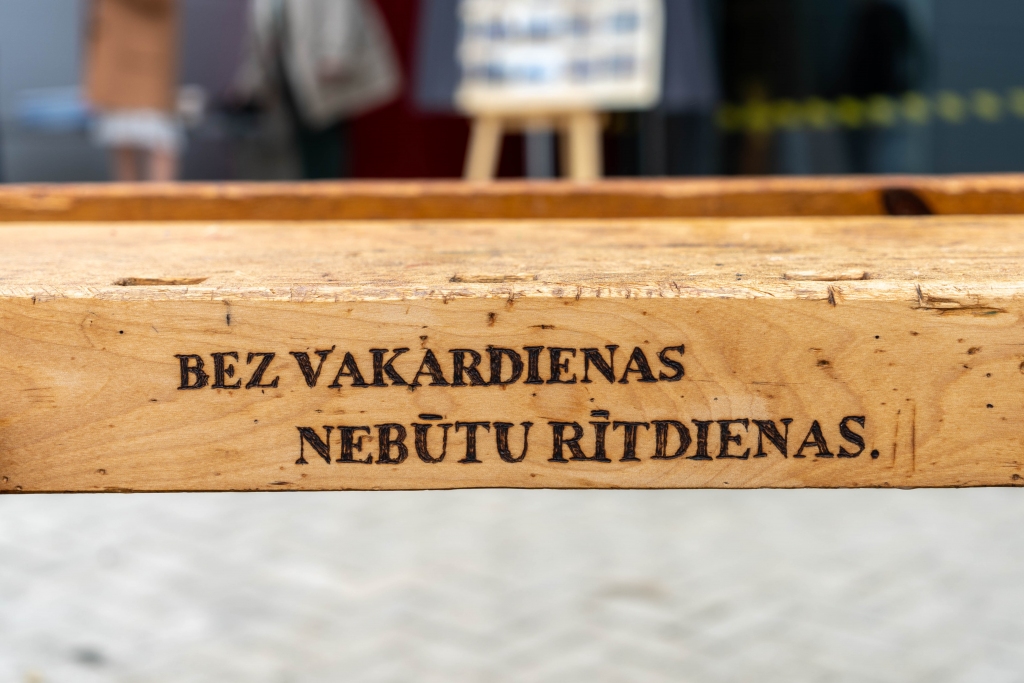 BEZ VAKARDIENAS
NEBŪTU RĪTDIENAS.